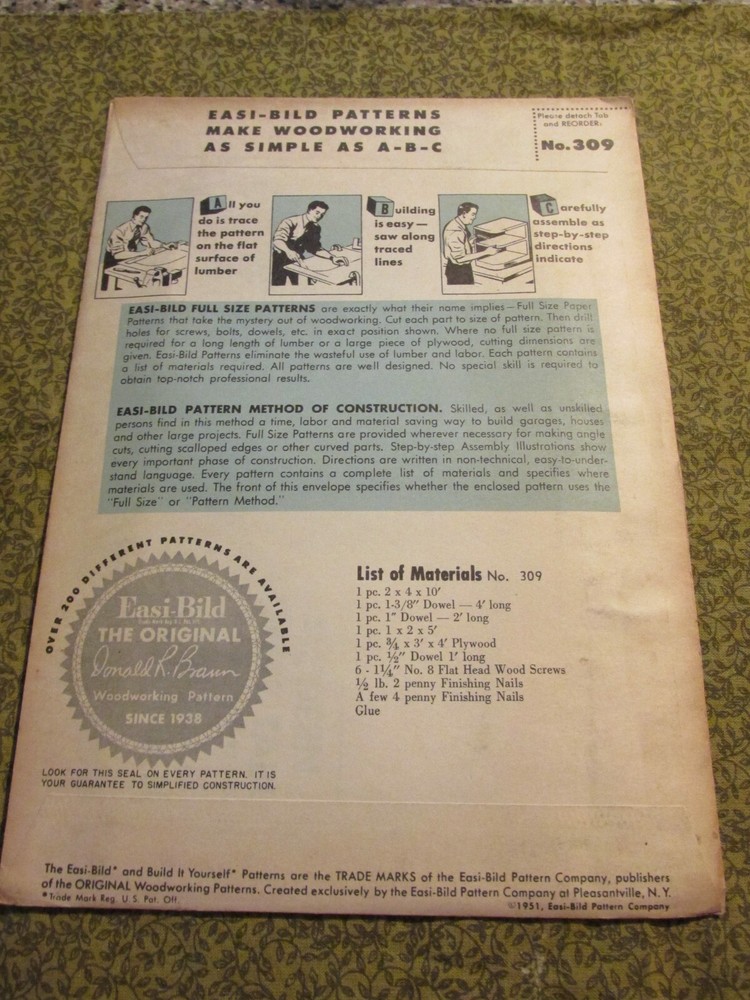 EASI-BILD PATTERNS
MAKE WOODWORKING
AS SIMPLE AS A-B-C
Please detach Tab
and REORDER:
No. 309
All you
do is trace
the pattern
on the flat
surface of
lumber
Building
is easy—
saw along
traced
lines
Carefully
assemble as
step-by-step
directions
indicate
EASI-BILD FULL SIZE PATTERNS are exactly what their name implies—Full Size Paper
Patterns that take the mystery out of woodworking. Cut each part to size of pattern. Then drill
holes for screws, bolts, dowels, etc. in exact position shown. Where no full size pattern is
required for a long length of lumber or a large piece of plywood, cutting dimensions are
given. Easi-Bild Patterns eliminate the wasteful use of lumber and labor. Each pattern contains
a list of materials required. All patterns are well designed. No special skill is required to
obtain top-notch professional results.
EASI-BILD PATTERN METHOD OF CONSTRUCTION. Skilled, as well as unskilled
persons find in this method a time, labor and material saving way to build garages, houses
and other large projects. Full Size Patterns are provided wherever necessary for making angle
cuts, cutting scalloped edges or other curved parts. Step-by-step Assembly Illustrations show
every important phase of construction. Directions are written in non-technical, easy-to-under-
stand language. Every pattern contains a complete list of materials and specifies where
materials are used. The front of this envelope specifies whether the enclosed pattern uses the
"Full Size" or "Pattern Method."
OVER 200 DIFFERENT PATTERNS ARE AVAILABLE
Easi-Bild
THE ORIGINAL
Donald R. Brann
Woodworking Pattern
SINCE 1938
LOOK FOR THIS SEAL ON EVERY PATTERN. IT IS
YOUR GUARANTEE TO SIMPLIFIED CONSTRUCTION.
List of Materials No. 309
1 pc. 2 x 4 x 10'
1 pc. 1-3/8" Dowel — 4' long
1 pc. 1" Dowel — 2' long
1 pc. 1 x 2 x 5'
1 pc. ¾ x 3' x 4' Plywood
1 pc. ½" Dowel 1' long
6 - 1¼" No. 8 Flat Head Wood Screws
½ lb. 2 penny Finishing Nails
A few 4 penny Finishing Nails
Glue
The Easi-Bild* and Build It Yourself* Patterns are the TRADE MARKS of the Easi-Bild Pattern Company, publishers
of the ORIGINAL Woodworking Patterns. Created exclusively by the Easi-Bild Pattern Company at Pleasantville, N. Y.
*Trade Mark Reg. U. S. Pat. Off.
©1951, Easi-Bild Pattern Company